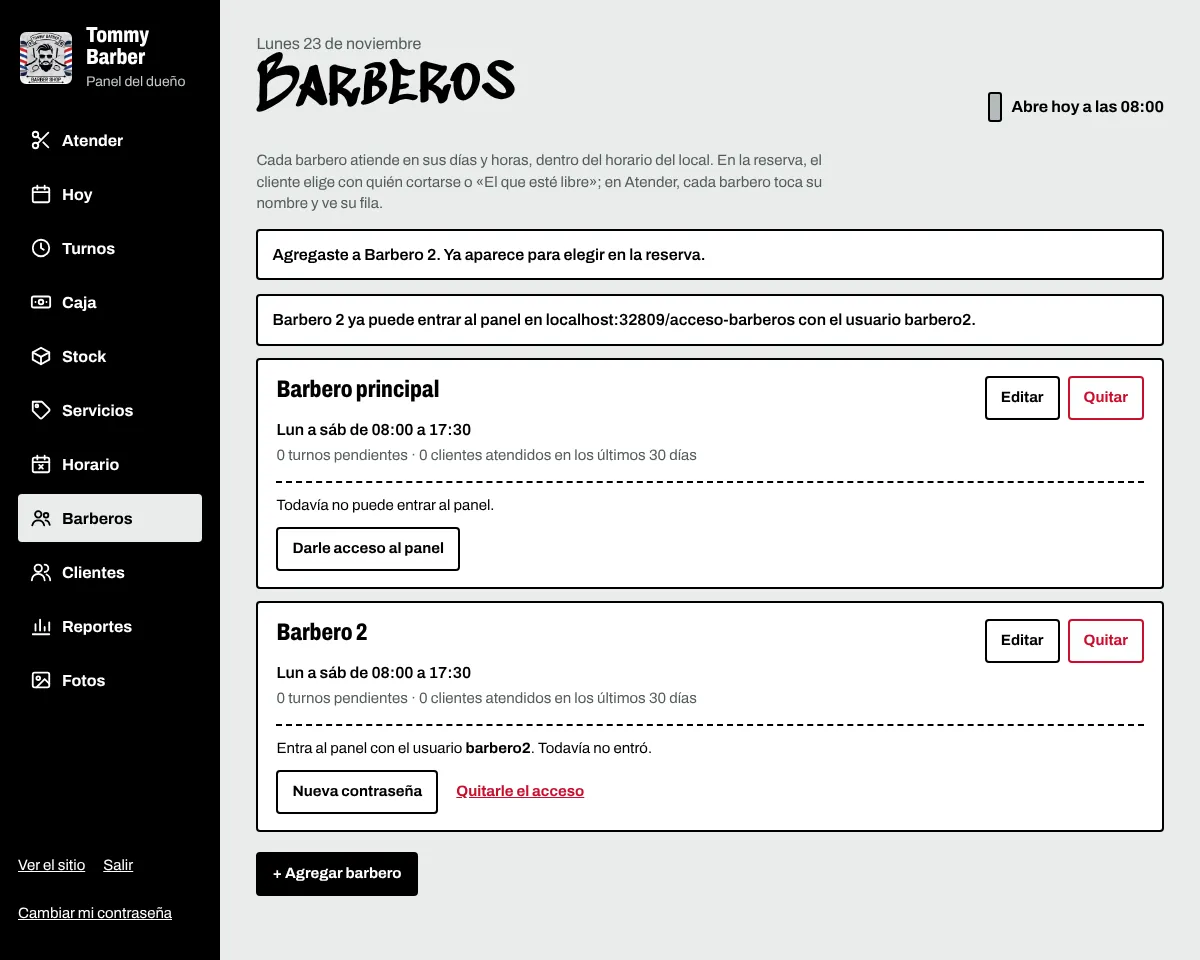 Tommy
Barber
Panel del dueño
Atender
Hoy
Turnos
Caja
Stock
Servicios
Horario
Barberos
Clientes
Reportes
Fotos
Ver el sitio Salir
Cambiar mi contraseña
Lunes 23 de noviembre
BARBEROS
Abre hoy a las 08:00
Cada barbero atiende en sus días y horas, dentro del horario del local. En la reserva, el
cliente elige con quién cortarse o «El que esté libre»; en Atender, cada barbero toca su
nombre y ve su fila.
Agregaste a Barbero 2. Ya aparece para elegir en la reserva.
Barbero 2 ya puede entrar al panel en localhost:32809/acceso-barberos con el usuario barbero2.
Barbero principal
Editar Quitar
Lun a sáb de 08:00 a 17:30
0 turnos pendientes · 0 clientes atendidos en los últimos 30 días
Todavía no puede entrar al panel.
Darle acceso al panel
Barbero 2
Editar Quitar
Lun a sáb de 08:00 a 17:30
0 turnos pendientes · 0 clientes atendidos en los últimos 30 días
Entra al panel con el usuario barbero2. Todavía no entró.
Nueva contraseña Quitarle el acceso
+ Agregar barbero